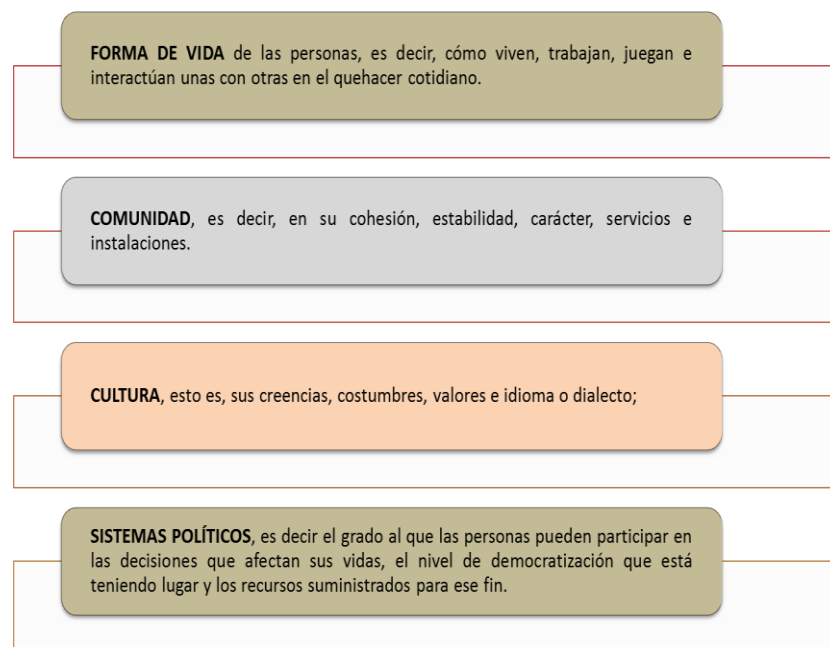 FORMA DE VIDA de las personas, es decir, cómo viven, trabajan, juegan e
interactúan unas con otras en el quehacer cotidiano.
COMUNIDAD, es decir, en su cohesión, estabilidad, carácter, servicios e
instalaciones.
CULTURA, esto es, sus creencias, costumbres, valores e idioma o dialecto;
SISTEMAS POLÍTICOS, es decir el grado al que las personas pueden participar en
las decisiones que afectan sus vidas, el nivel de democratización que está
teniendo lugar y los recursos suministrados para ese fin.